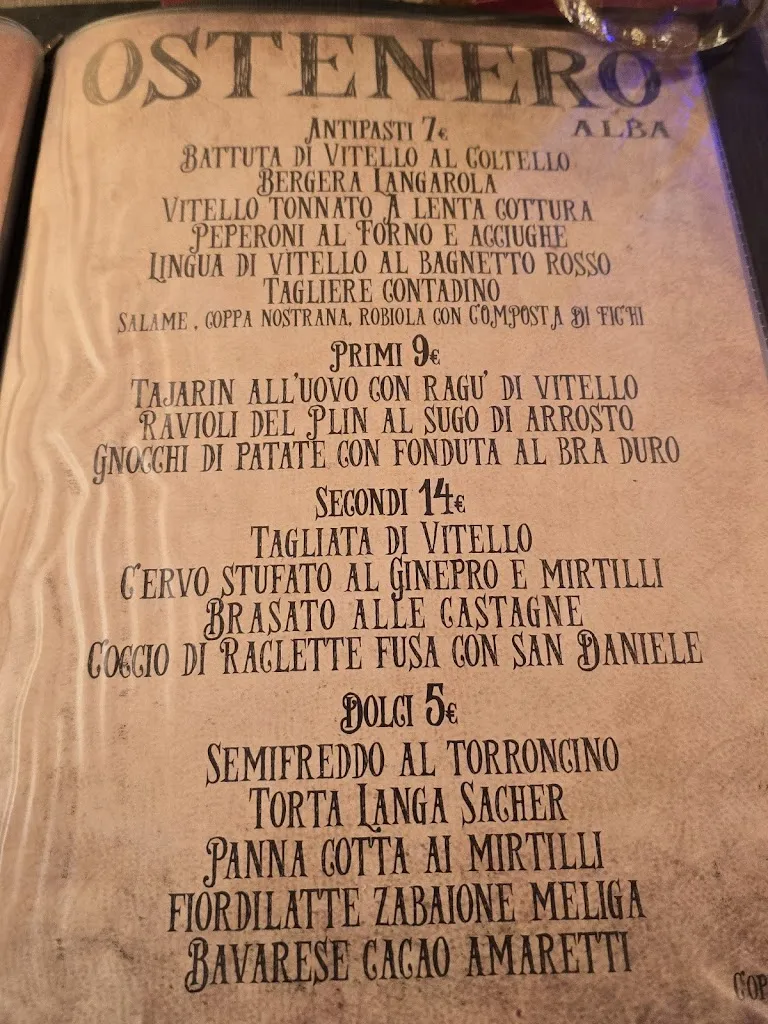 OSTENERO
ALBA
ANTIPASTI 7€
BATTUTA DI VITELLO AL COLTELLO
BERGERA LANGAROLA
VITELLO TONNATO A LENTA COTTURA
PEPERONI AL FORNO E ACCIUGHE
LINGUA DI VITELLO AL BAGNETTO ROSSO
TAGLIERE CONTADINO
SALAME, COPPA NOSTRANA, ROBIOLA CON COMPOSTA DI FICHI
PRIMI 9€
TAJARIN ALL'UOVO CON RAGU' DI VITELLO
RAVIOLI DEL PLIN AL SUGO DI ARROSTO
GNOCCHI DI PATATE CON FONDUTA AL BRA DURO
SECONDI 14€
TAGLIATA DI VITELLO
CERVO STUFATO AL GINEPRO E MIRTILLI
BRASATO ALLE CASTAGNE
COCCIO DI RACLETTE FUSA CON SAN DANIELE
DOLCI 5€
SEMIFREDDO AL TORRONCINO
TORTA LANGA SACHER
PANNA COTTA AI MIRTILLI
FIORDILATTE ZABAIONE MELIGA
BAVARESE CACAO AMARETTI